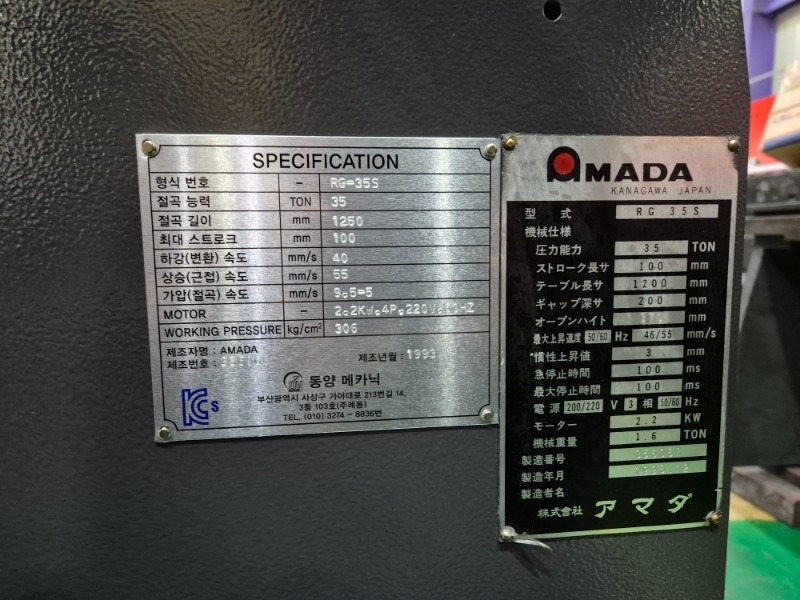 SPECIFICATION
형식 번호 – RG=35S
절곡 능력 TON 35
절곡 길이 mm 1250
최대 스트로크 mm 100
하강(변환) 속도 mm/s 40
상승(근접) 속도 mm/s 55
가압(절곡) 속도 mm/s 9.5=5
MOTOR – 2.2KW.4P.220V.60HZ
WORKING PRESSURE kg/cm² 306
제조자명 : AMADA
제조번호 :
제조년월 : 1993
동양 메카닉
부산광역시 사상구 가야대로 213번길 14,
3동 103호(주례동)
TEL. (010) 3274 – 8836번
S
AMADA
KANAGAWA JAPAN
型式 RG 35S
機械仕様
圧力能力 35 TON
ストローク長サ 100 mm
テーブル長サ 1200 mm
ギャップ深サ 200 mm
オープンハイト mm
最大上昇速度 50/60 Hz 46/55 mm/s
*慣性上昇値 3 mm
急停止時間 100 ms
最大停止時間 100 ms
電源 200/220 V 3 相 50/60 Hz
モーター 2.2 KW
機械重量 1.6 TON
製造番号
製造年月
製造者名
株式会社 アマダ